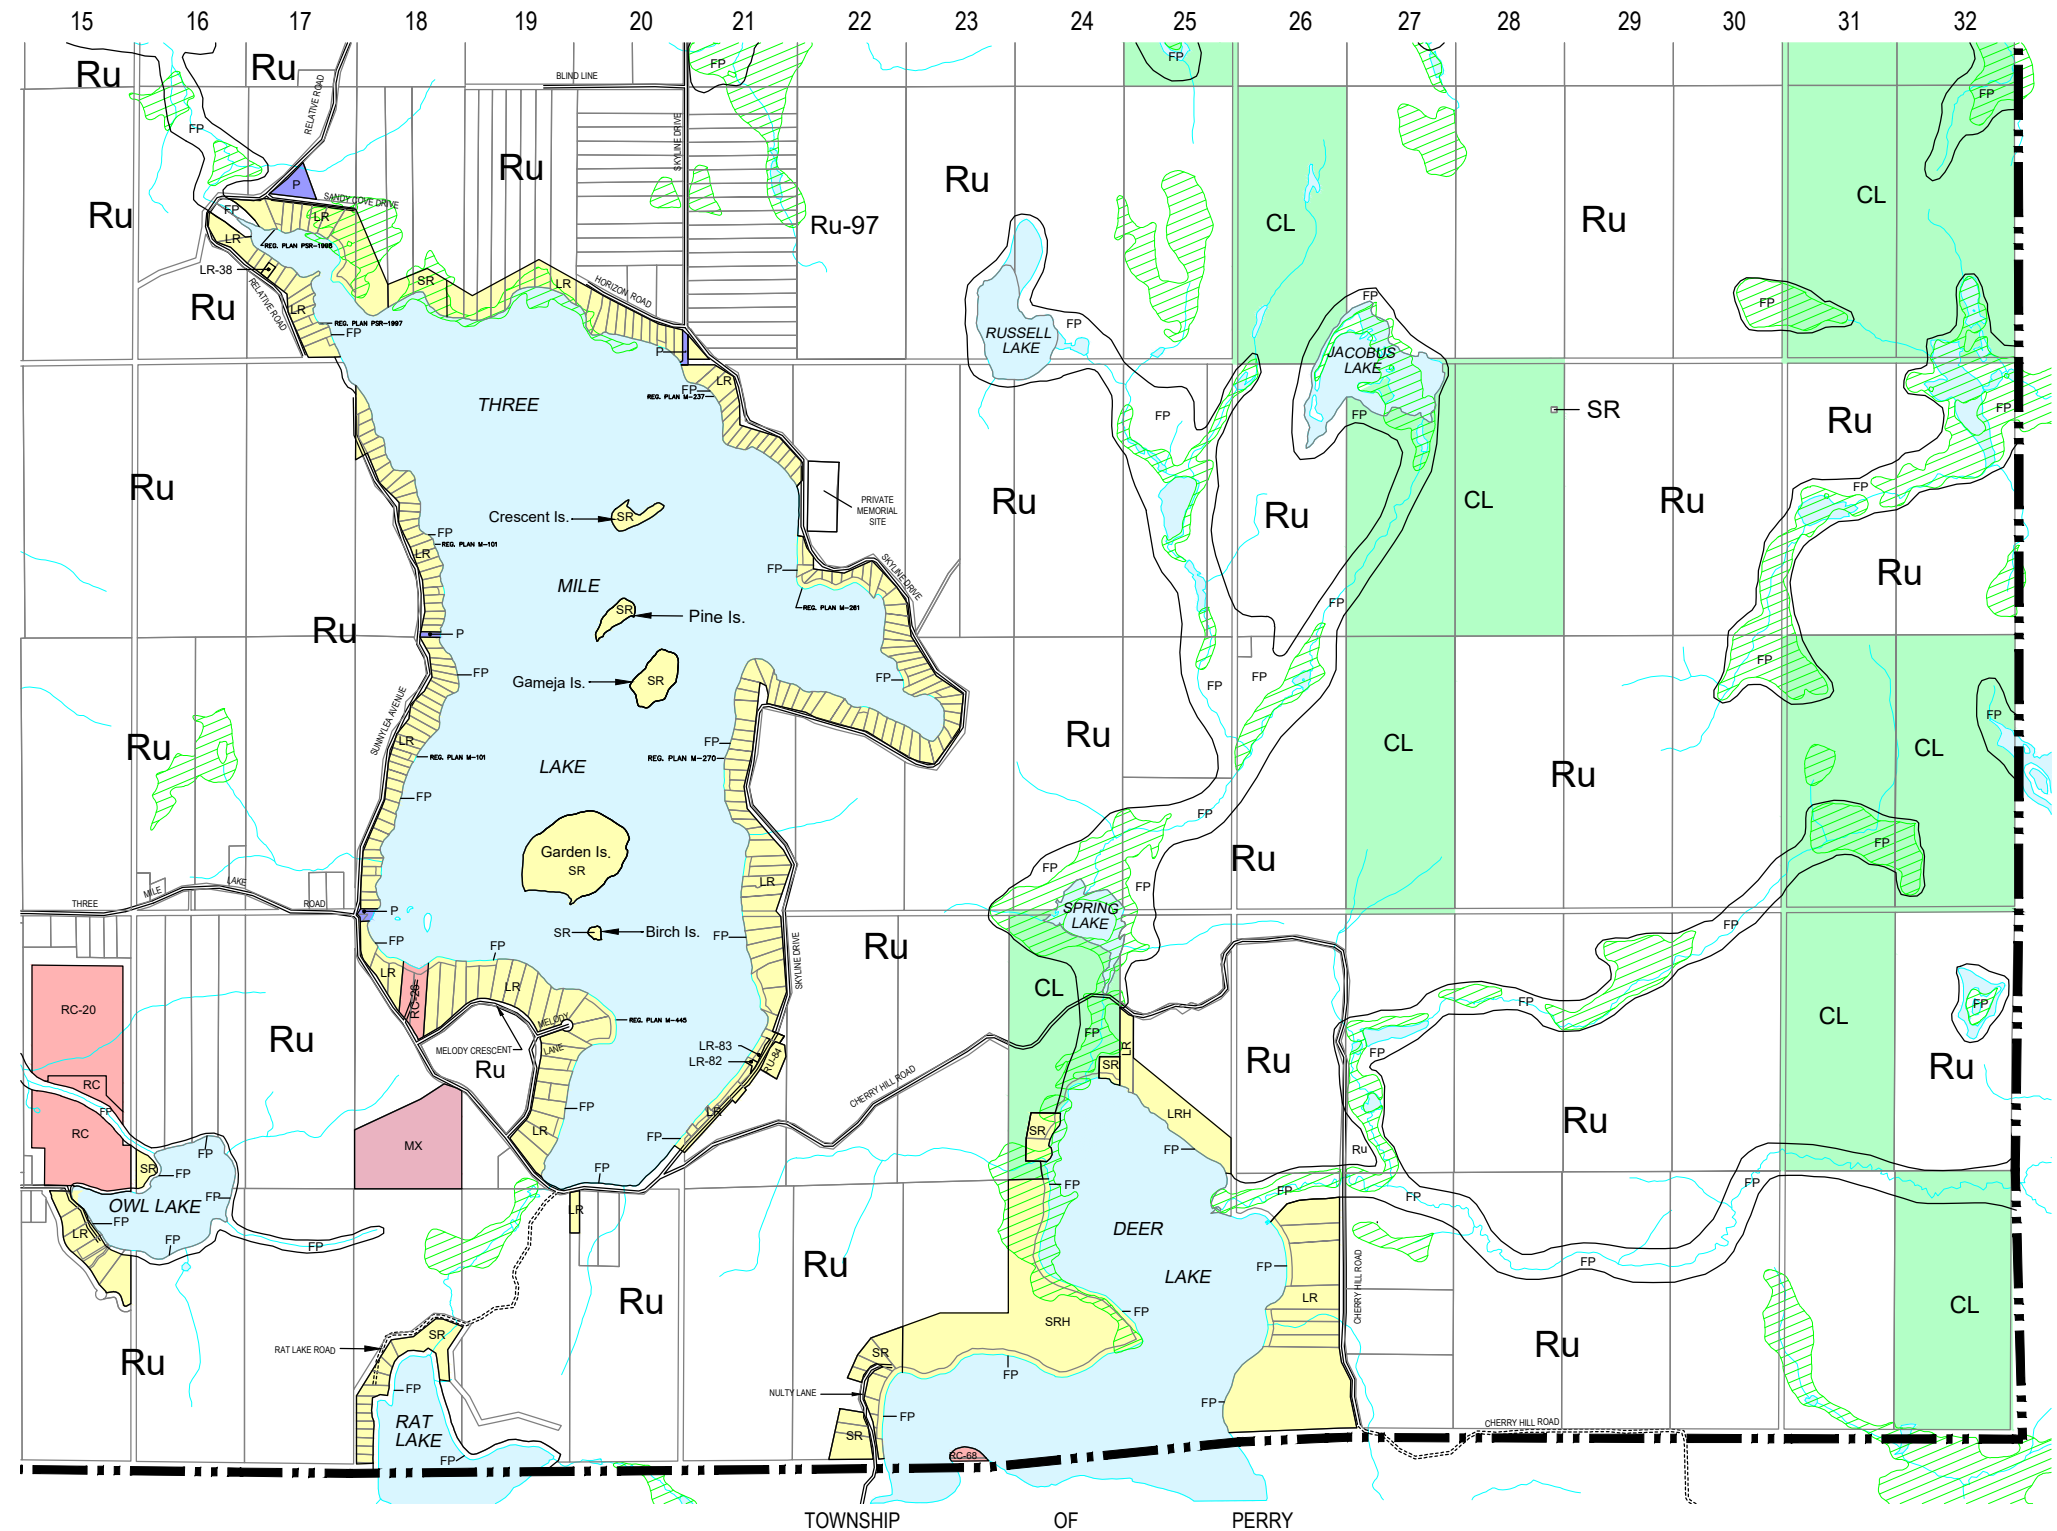 15 16 17 18 19 20 21 22 23 24 25 26 27 28 29 30 31 32
Ru Ru BLIND LINE FP FP FP
RELATIVE ROAD
SKYLINE DRIVE
FP
Ru Ru
P
SANDY COVE DRIVE
Ru FP LR Ru-97 CL Ru CL
LR REG. PLAN PSR-1998
LR-38
RELATIVE ROAD
SR LR HORIZON ROAD
Ru LR FP FP
REG. PLAN PSR-1997 FP
FP RUSSELL
LAKE
P JACOBUS
LAKE
LR
FP
REG. PLAN M-237
THREE FP FP SR Ru FP
Ru PRIVATE
MEMORIAL
SITE
Ru Ru CL Ru FP
Crescent Is. SR
FP
REG. PLAN M-101
LR
FP SKYLINE DRIVE
MILE Ru
SR REG. PLAN M-261 FP
Pine Is.
Ru P
FP Gameja Is. SR FP FP FP FP
SUNNYLEA AVENUE
FP
Ru LR FP Ru CL CL
REG. PLAN M-101 REG. PLAN M-270
LAKE Ru
FP FP
Garden Is.
SR
Ru FP
FP FP
MILE LAKE LR
THREE ROAD P SPRING
LAKE
FP
SR Birch Is. FP
FP FP Ru
SKYLINE DRIVE
LR LR CL FP FP
RC-26
RC-20 CL
MELODY REG. PLAN M-445
Ru FP
LR-83 LR
MELODY CRESCENT LANE FP
LR-82 RU-84 SR Ru Ru
Ru
RC CHERRY HILL ROAD
FP FP LR LRH
RC MX LR SR Ru
FP FP FP Ru
SR FP FP
FP FP FP FP FP
OWL LAKE LR
FP LR DEER
FP FP Ru FP FP
LAKE
Ru LR CL
FP
SRH
CHERRY HILL ROAD
SR
RAT LAKE ROAD SR Ru
Ru FP
FP NULTY LANE FP
RAT
LAKE
FP SR
CHERRY HILL ROAD
FP RC-68
TOWNSHIP OF PERRY